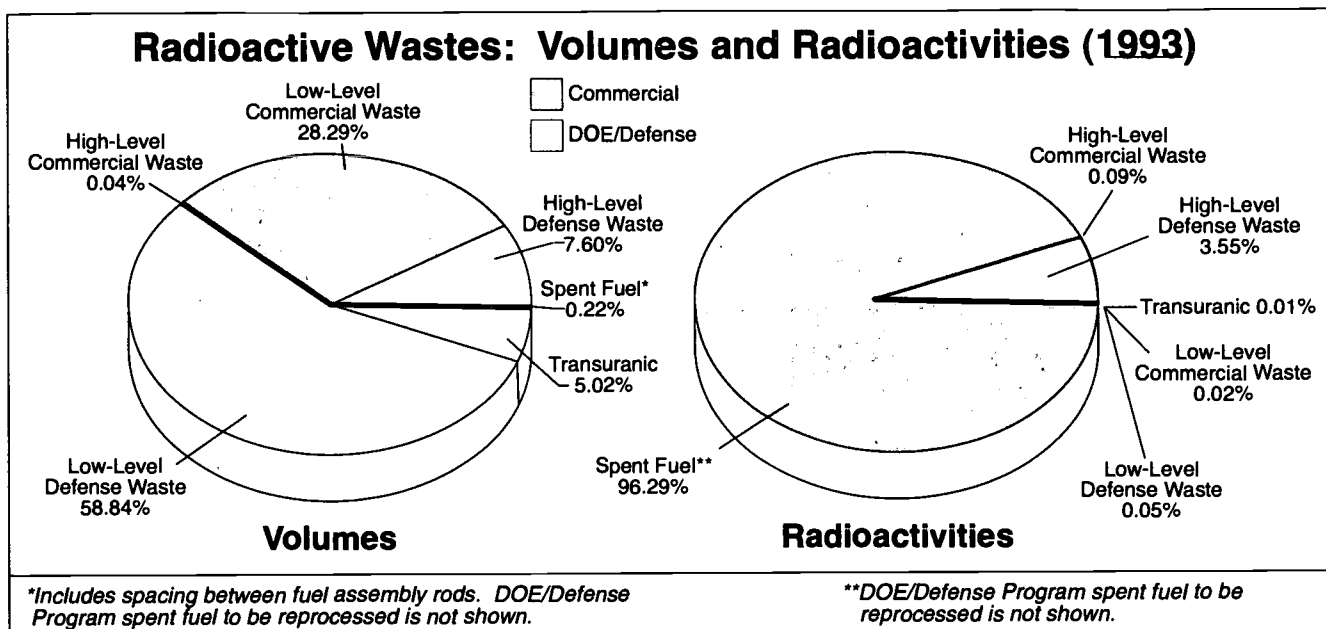 Radioactive Wastes: Volumes and Radioactivities (1993)
Commercial
DOE/Defense
Low-Level
Commercial Waste
28.29%
High-Level
Commercial Waste
0.04%
High-Level
Defense Waste
7.60%
Spent Fuel*
0.22%
Transuranic
5.02%
Low-Level
Defense Waste
58.84%
Volumes
High-Level
Commercial Waste
0.09%
High-Level
Defense Waste
3.55%
Transuranic 0.01%
Low-Level
Commercial Waste
0.02%
Low-Level
Defense Waste
0.05%
Spent Fuel**
96.29%
Radioactivities
*Includes spacing between fuel assembly rods. DOE/Defense
Program spent fuel to be reprocessed is not shown.
**DOE/Defense Program spent fuel to be
reprocessed is not shown.